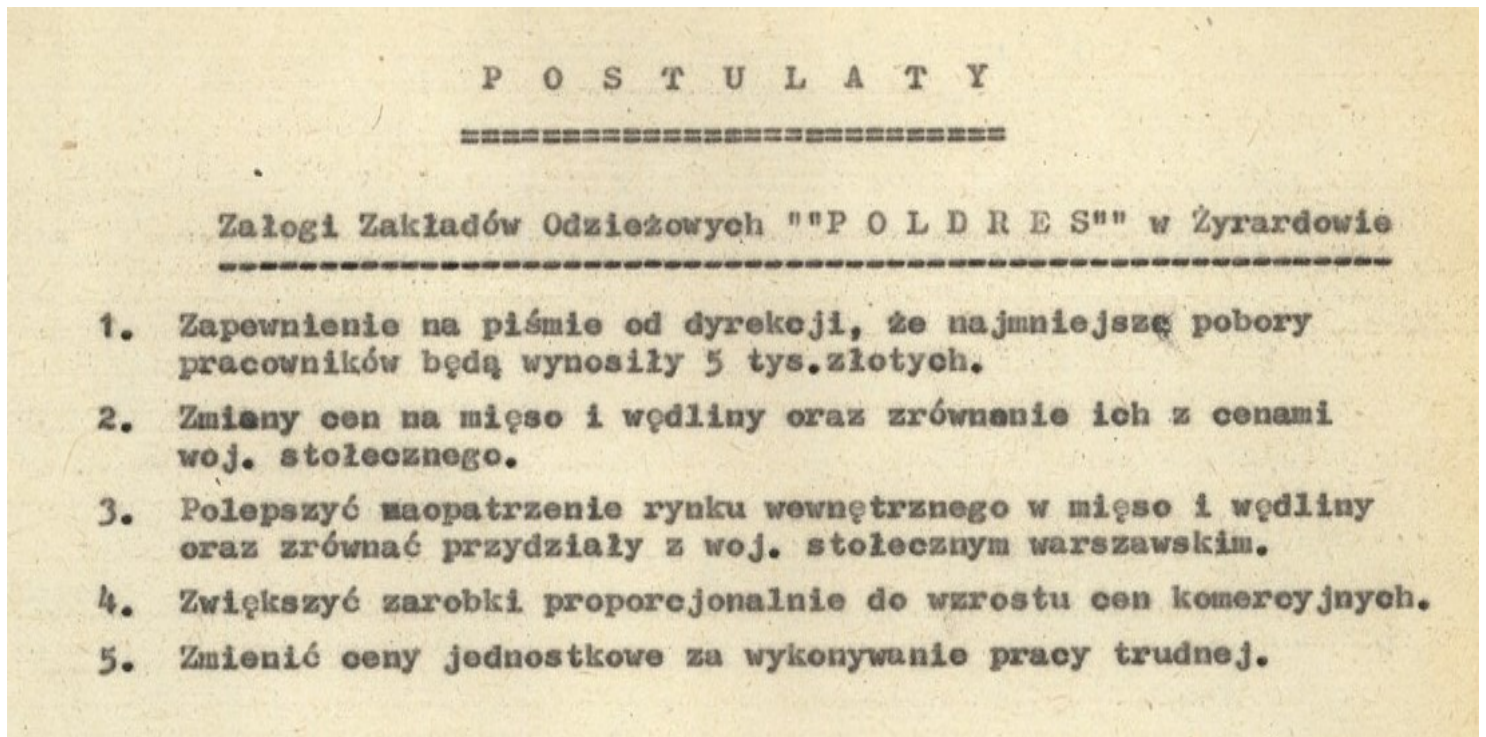 P O S T U L A T Y
===========================
Załogi Zakładów Odzieżowych ""P O L D R E S"" w Żyrardowie
----------------------------------------------------------
1. Zapewnienie na piśmie od dyrekcji, że najmniejszę pobory
pracowników będą wynosiły 5 tys.złotych.
2. Zmiany cen na mięso i wędliny oraz zrównanie ich z cenami
woj. stołecznego.
3. Polepszyć zaopatrzenie rynku wewnętrznego w mięso i wędliny
oraz zrównać przydziały z woj. stołecznym warszawskim.
4. Zwiększyć zarobki proporcjonalnie do wzrostu cen komercyjnych.
5. Zmienić ceny jednostkowe za wykonywanie pracy trudnej.